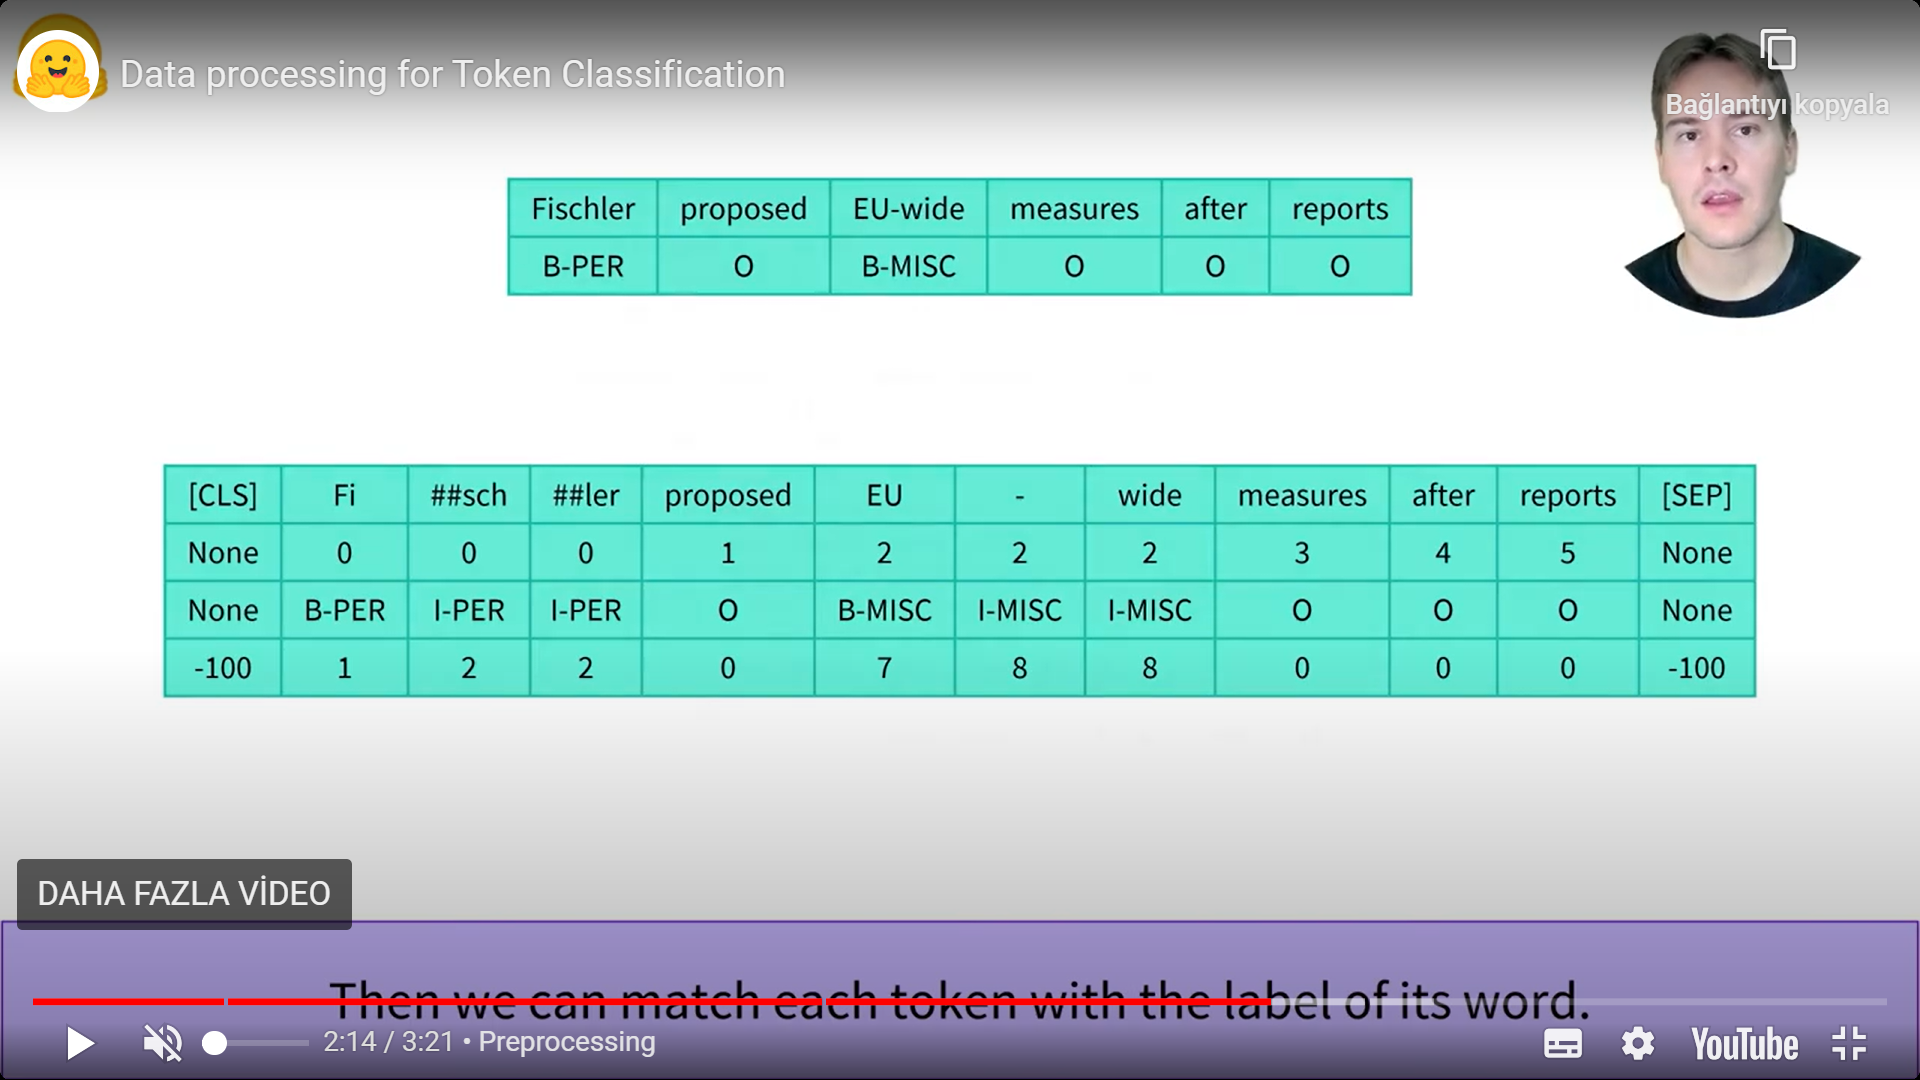 Data processing for Token Classification
Bağlantıyı kopyala
Fischler proposed EU-wide measures after reports
B-PER O B-MISC O O O
[CLS] Fi ##sch ##ler proposed EU - wide measures after reports [SEP]
None 0 0 0 1 2 2 2 3 4 5 None
None B-PER I-PER I-PER O B-MISC I-MISC I-MISC O O O None
-100 1 2 2 0 7 8 8 0 0 0 -100
DAHA FAZLA VİDEO
Then we can match each token with the label of its word.
2:14 / 3:21 • Preprocessing
YouTube